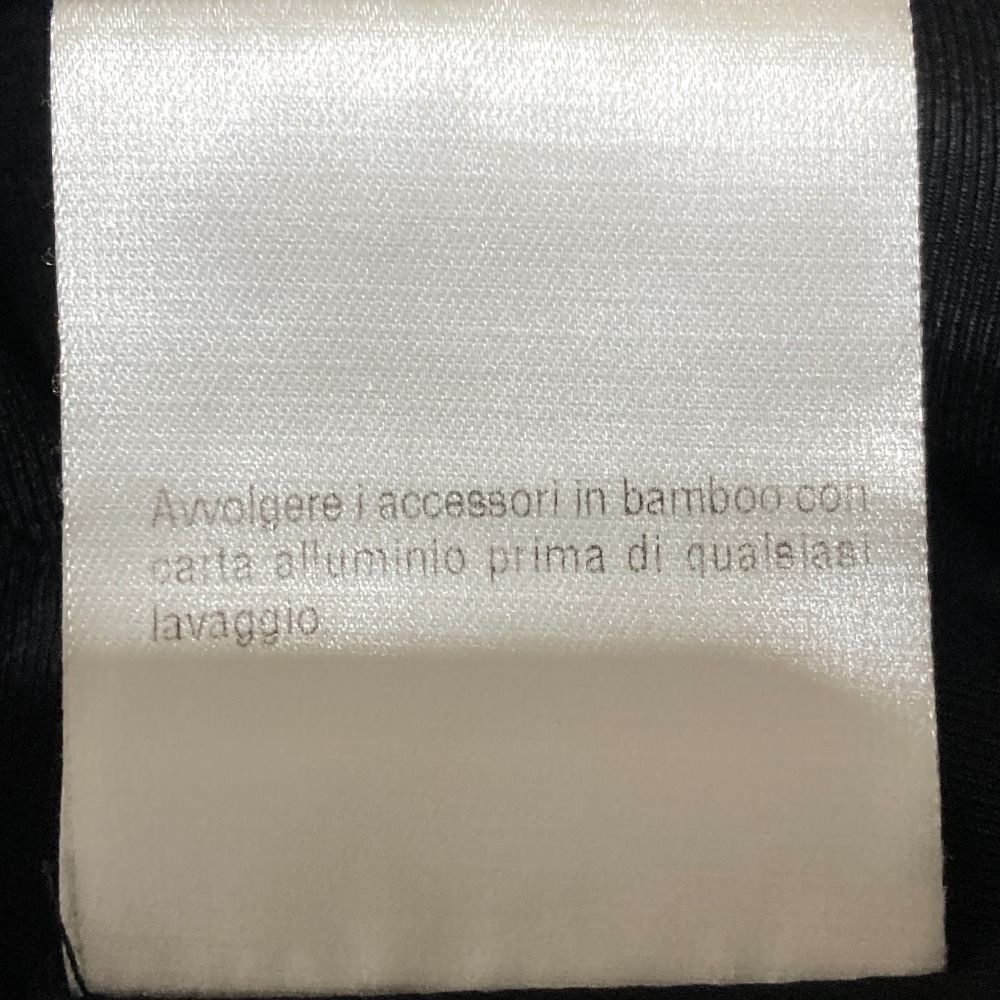 Avvolgere i accessori in bamboo con
carta alluminio prima di qualsiasi
lavaggio